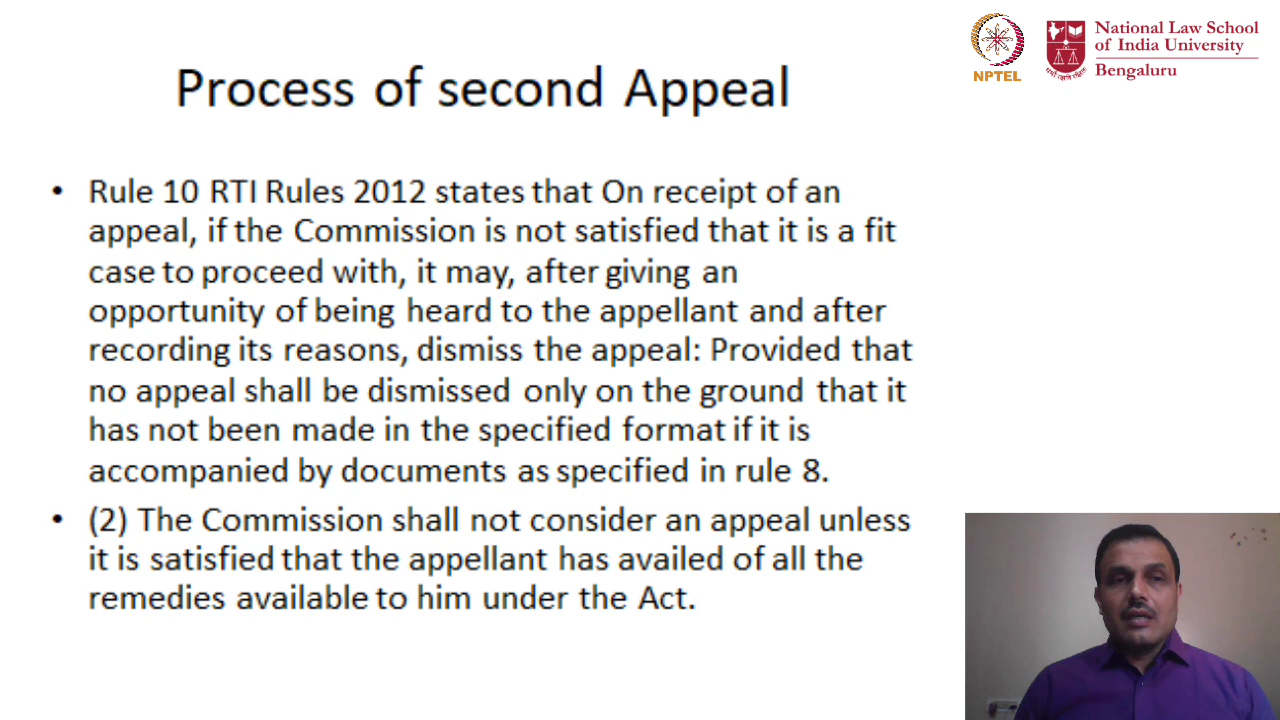 NPTEL
National Law School
of India University
Bengaluru
Process of second Appeal
• Rule 10 RTI Rules 2012 states that On receipt of an
appeal, if the Commission is not satisfied that it is a fit
case to proceed with, it may, after giving an
opportunity of being heard to the appellant and after
recording its reasons, dismiss the appeal: Provided that
no appeal shall be dismissed only on the ground that it
has not been made in the specified format if it is
accompanied by documents as specified in rule 8.
• (2) The Commission shall not consider an appeal unless
it is satisfied that the appellant has availed of all the
remedies available to him under the Act.